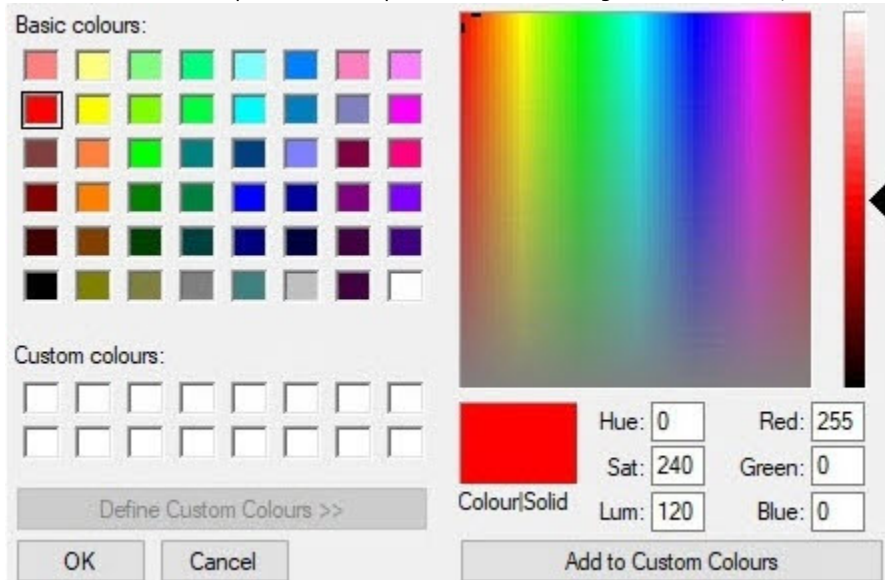 Basic colours:
Custom colours:
Define Custom Colours >>
OK
Cancel
Hue: 0
Red: 255
Sat: 240
Green: 0
Colour|Solid
Lum: 120
Blue: 0
Add to Custom Colours